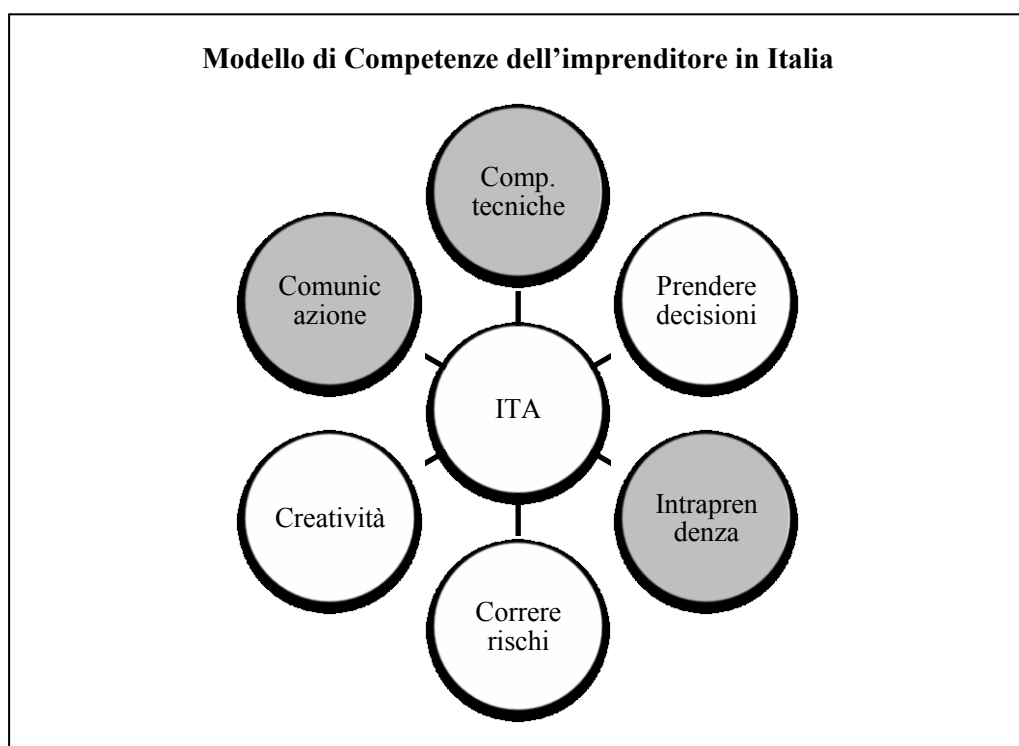 Modello di Competenze dell’imprenditore in Italia
Comp.
tecniche
Comunic
azione
Prendere
decisioni
ITA
Creatività
Intrapren
denza
Correre
rischi